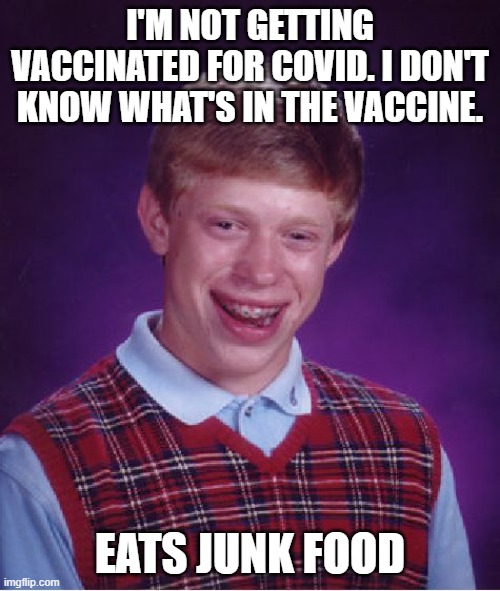 I'M NOT GETTING
VACCINATED FOR COVID. I DON'T
KNOW WHAT'S IN THE VACCINE.
EATS JUNK FOOD
imgflip.com